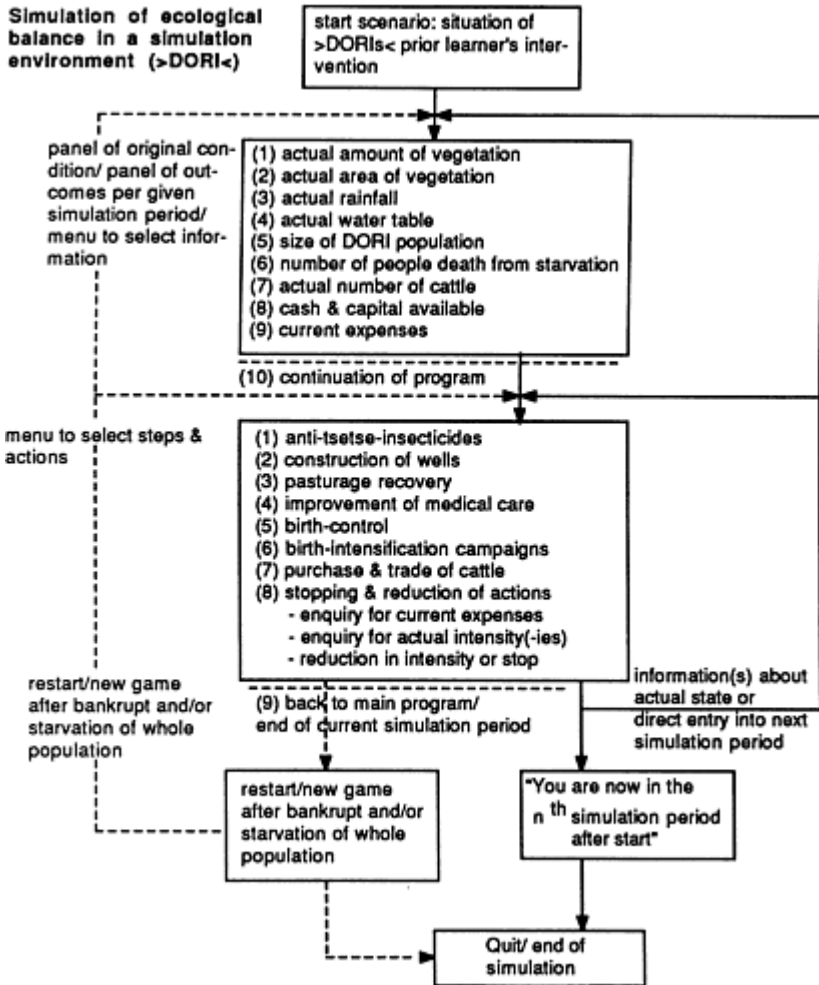 Simulation of ecological
balance in a simulation
environment (>DORI<)
start scenario: situation of
>DORIs< prior learner's inter-
vention
panel of original con-
dition/ panel of out-
comes per given
simulation period/
menu to select infor-
mation
(1) actual amount of vegetation
(2) actual area of vegetation
(3) actual rainfall
(4) actual water table
(5) size of DORI population
(6) number of people death from starvation
(7) actual number of cattle
(8) cash & capital available
(9) current expenses
(10) continuation of program
menu to select steps &
actions
(1) anti-tsetse-insecticides
(2) construction of wells
(3) pasturage recovery
(4) improvement of medical care
(5) birth-control
(6) birth-intensification campaigns
(7) purchase & trade of cattle
(8) stopping & reduction of actions
- enquiry for current expenses
- enquiry for actual intensity(-ies)
- reduction in intensity or stop
restart/new game
after bankrupt and/or
starvation of whole
population
(9) back to main program/
end of current simulation
period
information(s) about
actual state or
direct entry into next
simulation period
restart/new game
after bankrupt and/or
starvation of whole
population
"You are now in the
n th simulation period
after start"
Quit/ end of
simulation